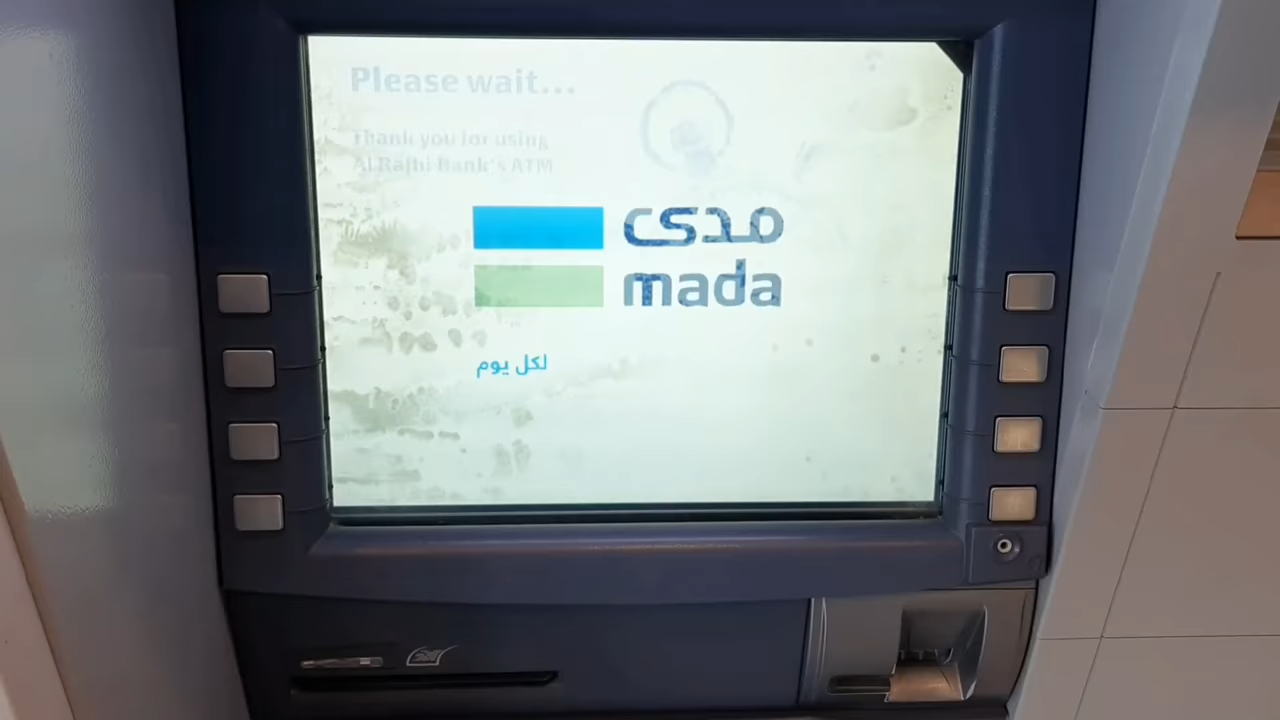 Please wait...
Thank you for using
Al Rajhi Bank's ATM
مدى
mada
لكل يوم